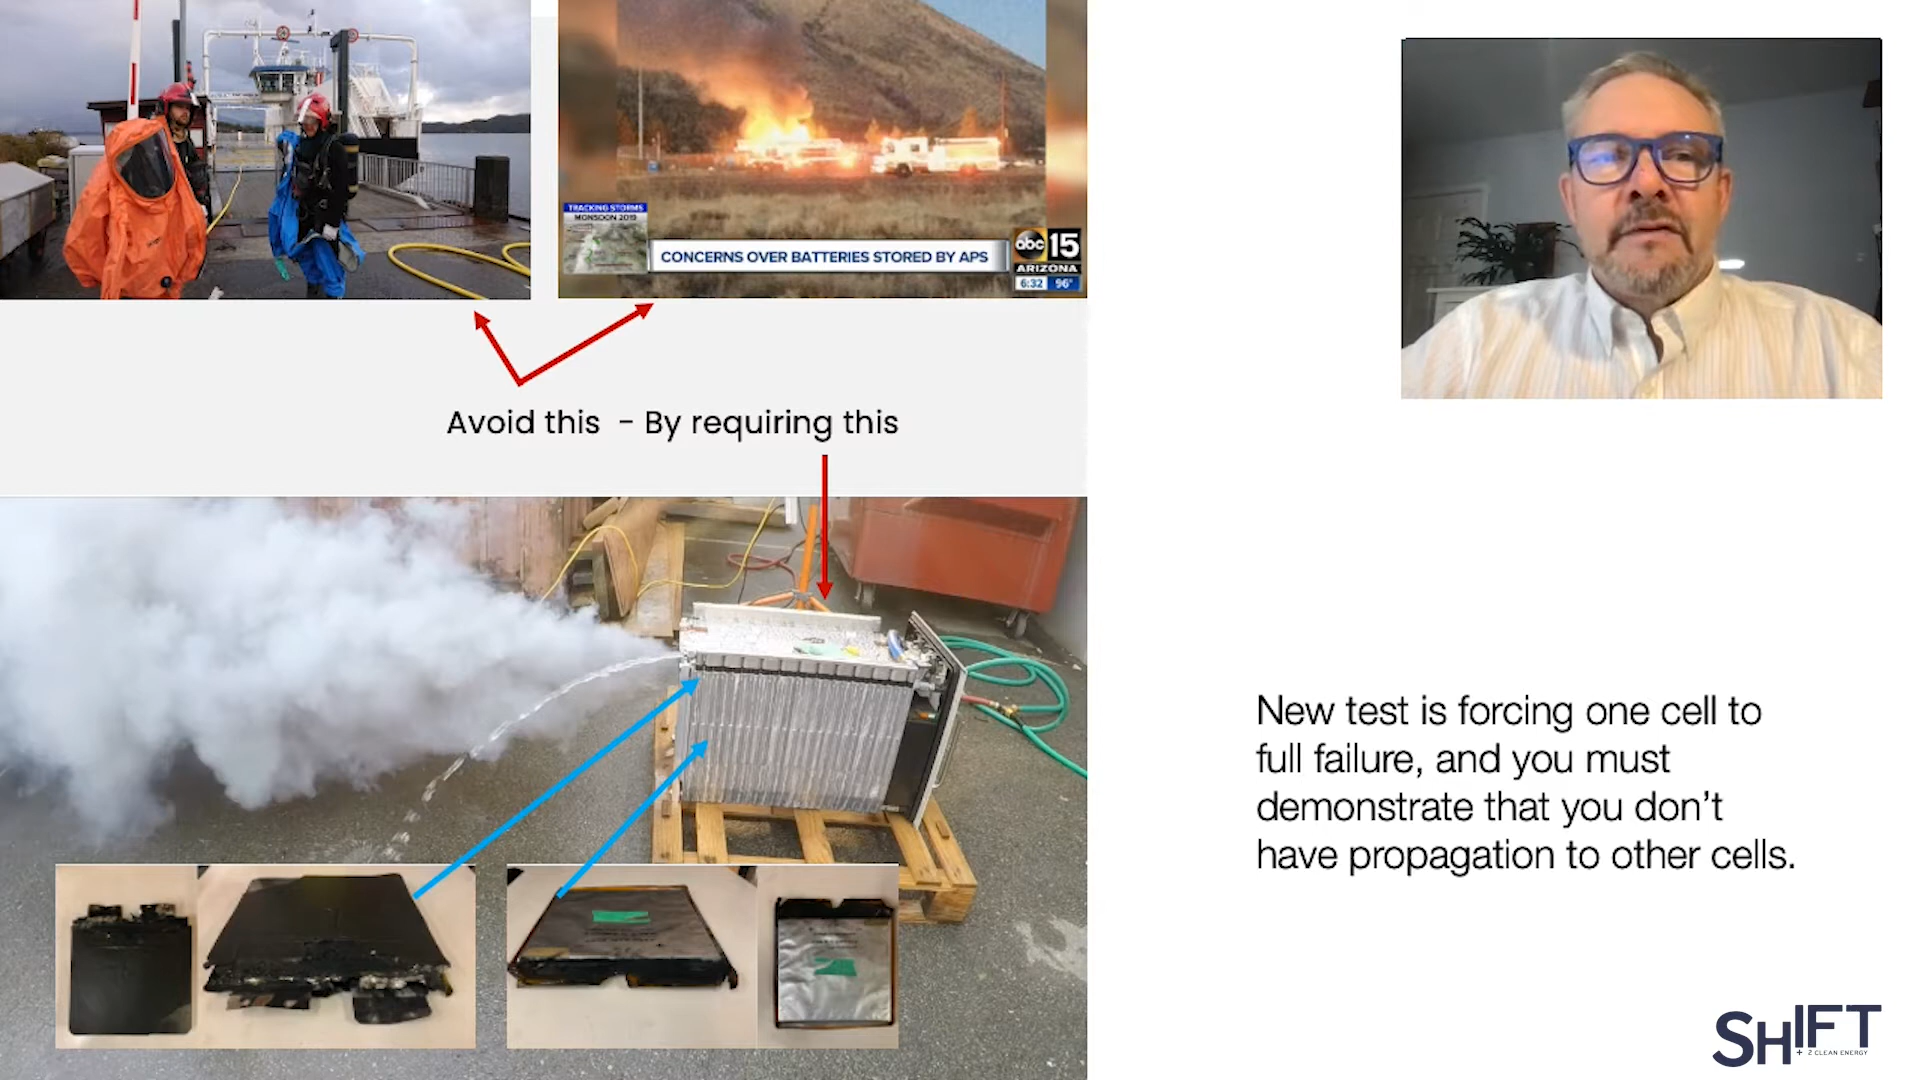 TRACKING STORMS
MONSOON 2019
CONCERNS OVER BATTERIES STORED BY APS
abc 15
ARIZONA
6:32 96°
Avoid this - By requiring this
New test is forcing one cell to
full failure, and you must
demonstrate that you don't
have propagation to other cells.
SHIFT
+ 2 CLEAN ENERGY